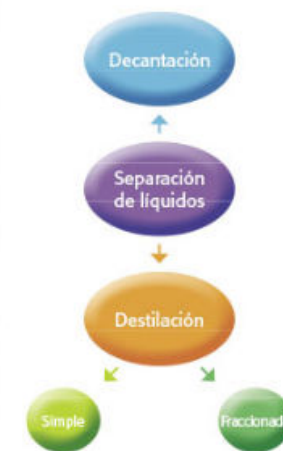 Decantación
Separación
de líquidos
Destilación
Simple
Fraccionad